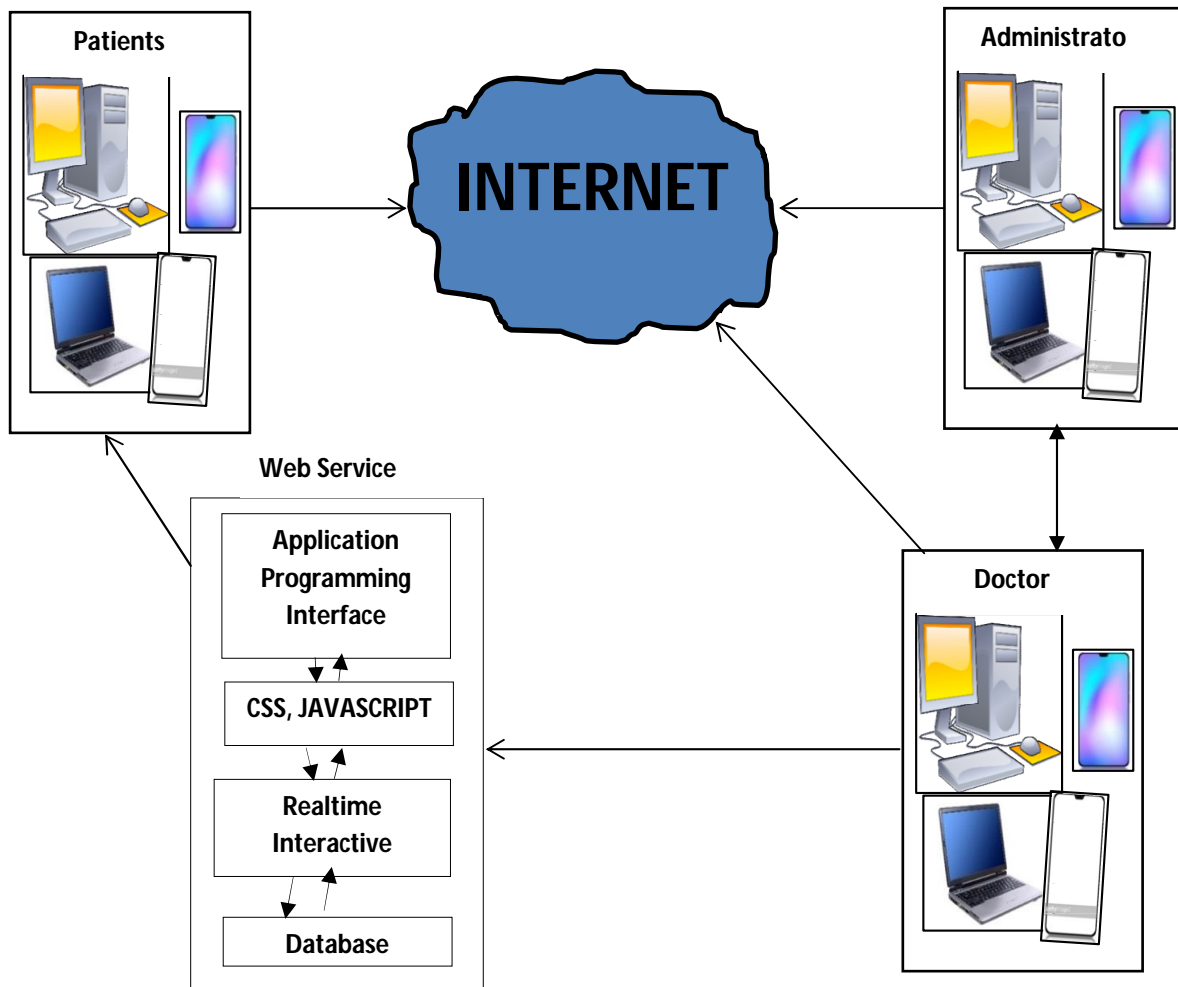 Patients
Administrato
INTERNET
Web Service
Application
Programming
Interface
Doctor
CSS, JAVASCRIPT
Realtime
Interactive
Database